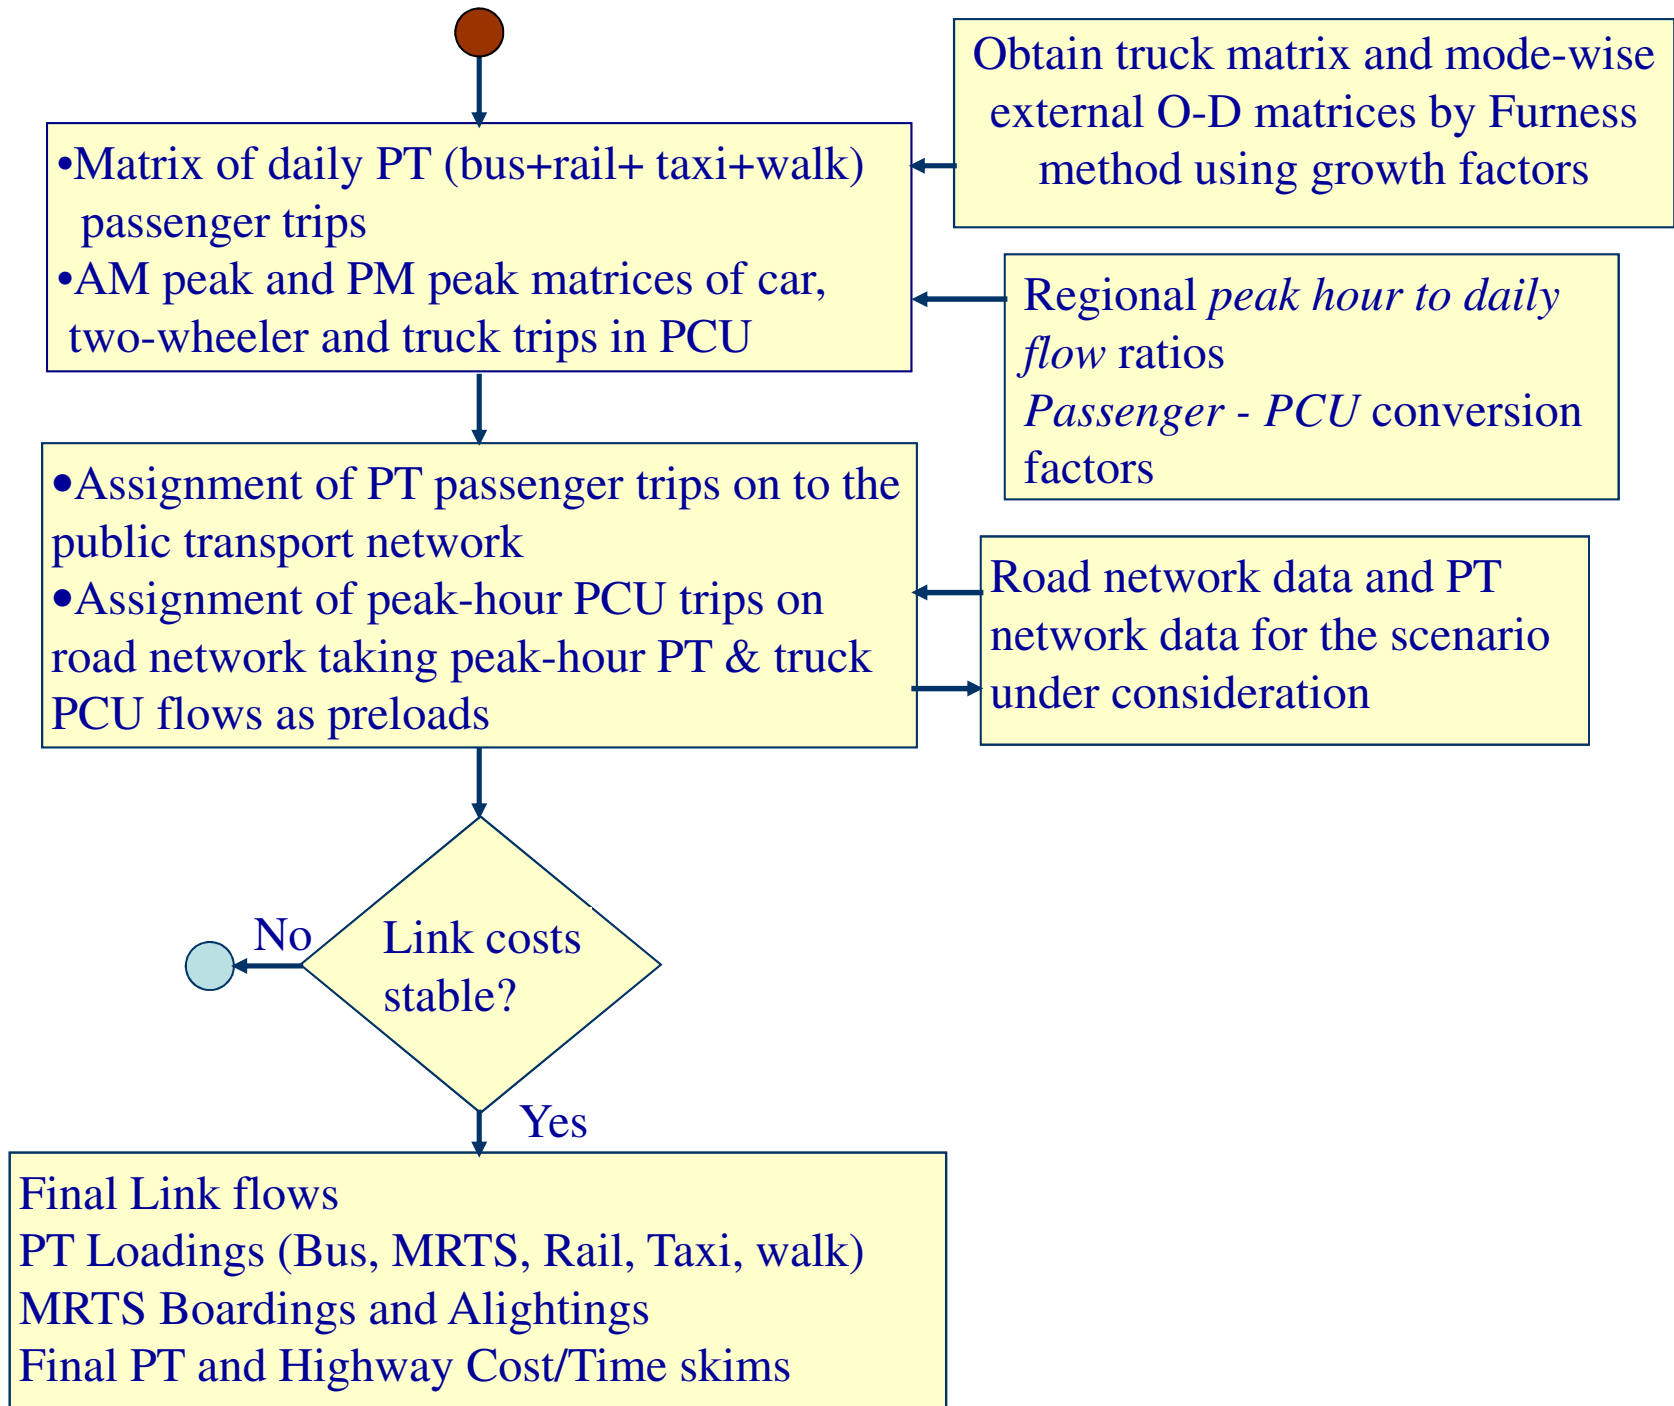 Obtain truck matrix and mode-wise
external O-D matrices by Furness
method using growth factors
•Matrix of daily PT (bus+rail+ taxi+walk)
passenger trips
•AM peak and PM peak matrices of car,
two-wheeler and truck trips in PCU
Regional peak hour to daily
flow ratios
Passenger - PCU conversion
factors
•Assignment of PT passenger trips on to the
public transport network
•Assignment of peak-hour PCU trips on
road network taking peak-hour PT & truck
PCU flows as preloads
Road network data and PT
network data for the scenario
under consideration
No
Link costs
stable?
Yes
Final Link flows
PT Loadings (Bus, MRTS, Rail, Taxi, walk)
MRTS Boardings and Alightings
Final PT and Highway Cost/Time skims